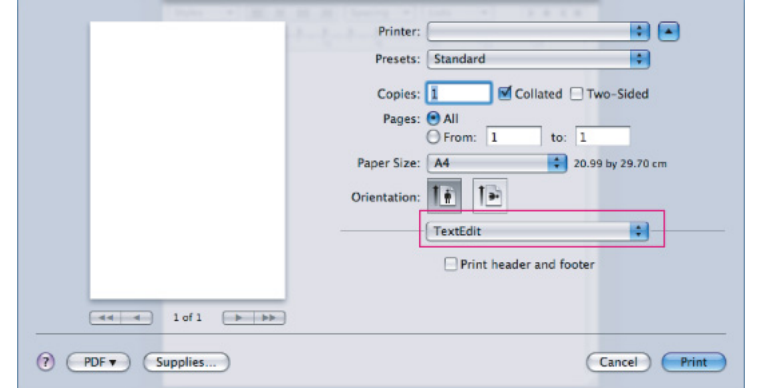 Printer:
Presets: Standard
Copies: 1 Collated Two-Sided
Pages: All
From: 1 to: 1
Paper Size: A4 20.99 by 29.70 cm
Orientation:
TextEdit
Print header and footer
1 of 1
? PDF Supplies... Cancel Print